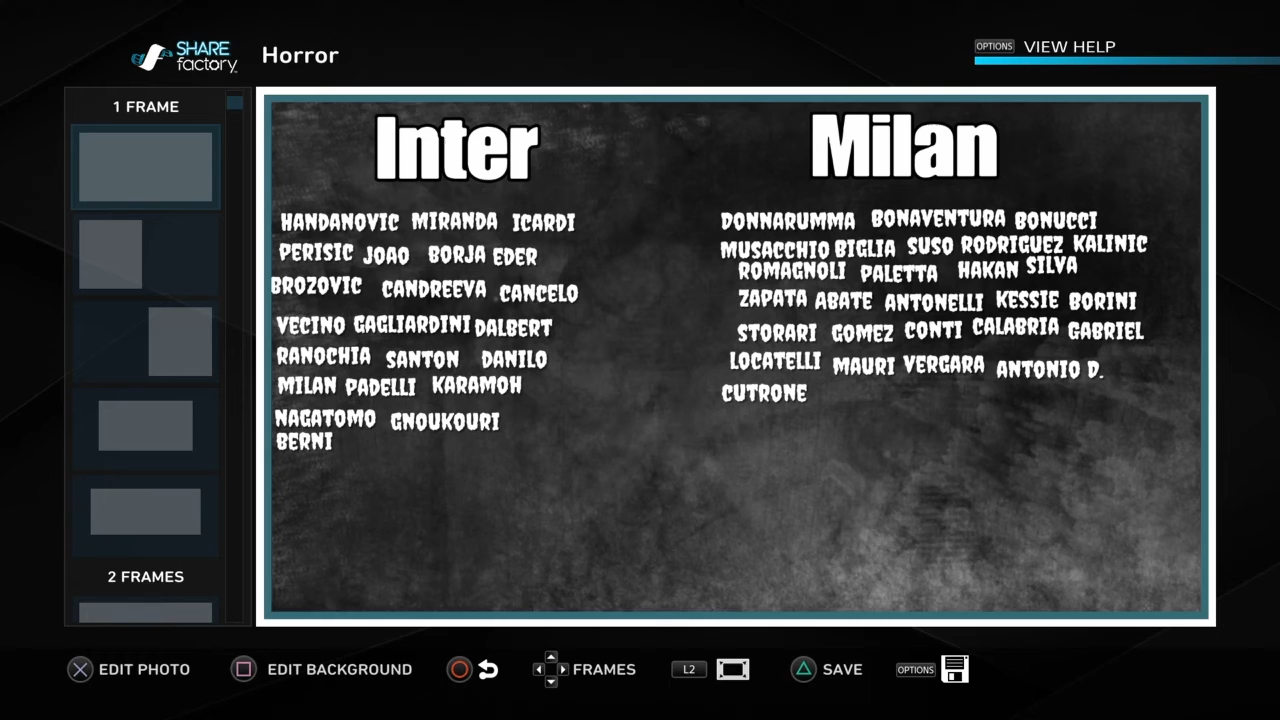 SHARE
factory™
Horror
OPTIONS VIEW HELP
1 FRAME
2 FRAMES
Inter
HANDANOVIC MIRANDA ICARDI
PERISIC JOAO BORJA EDER
BROZOVIC CANDREEVA CANCELO
VECINO GAGLIARDINI DALBERT
RANOCHIA SANTON DANILO
MILAN PADELLI KARAMOH
NAGATOMO GNOUKOURI
BERNI
Milan
DONNARUMMA BONAVENTURA BONUCCI
MUSACCHIO BIGLIA SUSO RODRIGUEZ KALINIC
ROMAGNOLI PALETTA HAKAN SILVA
ZAPATA ABATE ANTONELLI KESSIE BORINI
STORARI GOMEZ CONTI CALABRIA GABRIEL
LOCATELLI MAURI VERGARA ANTONIO D.
CUTRONE
EDIT PHOTO EDIT BACKGROUND FRAMES L2 SAVE OPTIONS